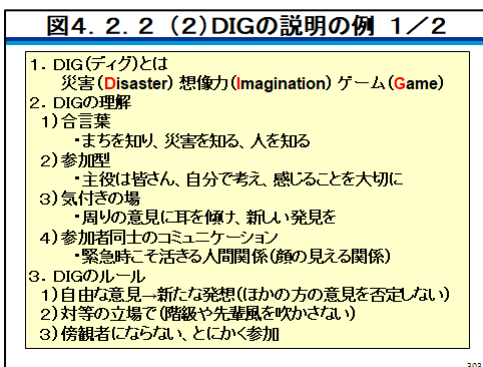 図4.2.2 (2)DIGの説明の例 1/2
1.DIG(ディグ)とは
災害(Disaster) 想像力(Imagination) ゲーム(Game)
2.DIGの理解
1)合言葉
・まちを知り、災害を知る、人を知る
2)参加型
・主役は皆さん、自分で考え、感じることを大切に
3)気付きの場
・周りの意見に耳を傾け、新しい発見を
4)参加者同士のコミュニケーション
・緊急時こそ活きる人間関係(顔の見える関係)
3.DIGのルール
1)自由な意見→新たな発想(ほかの方の意見を否定しない)
2)対等の立場で(階級や先輩風を吹かさない)
3)傍観者にならない、とにかく参加
303